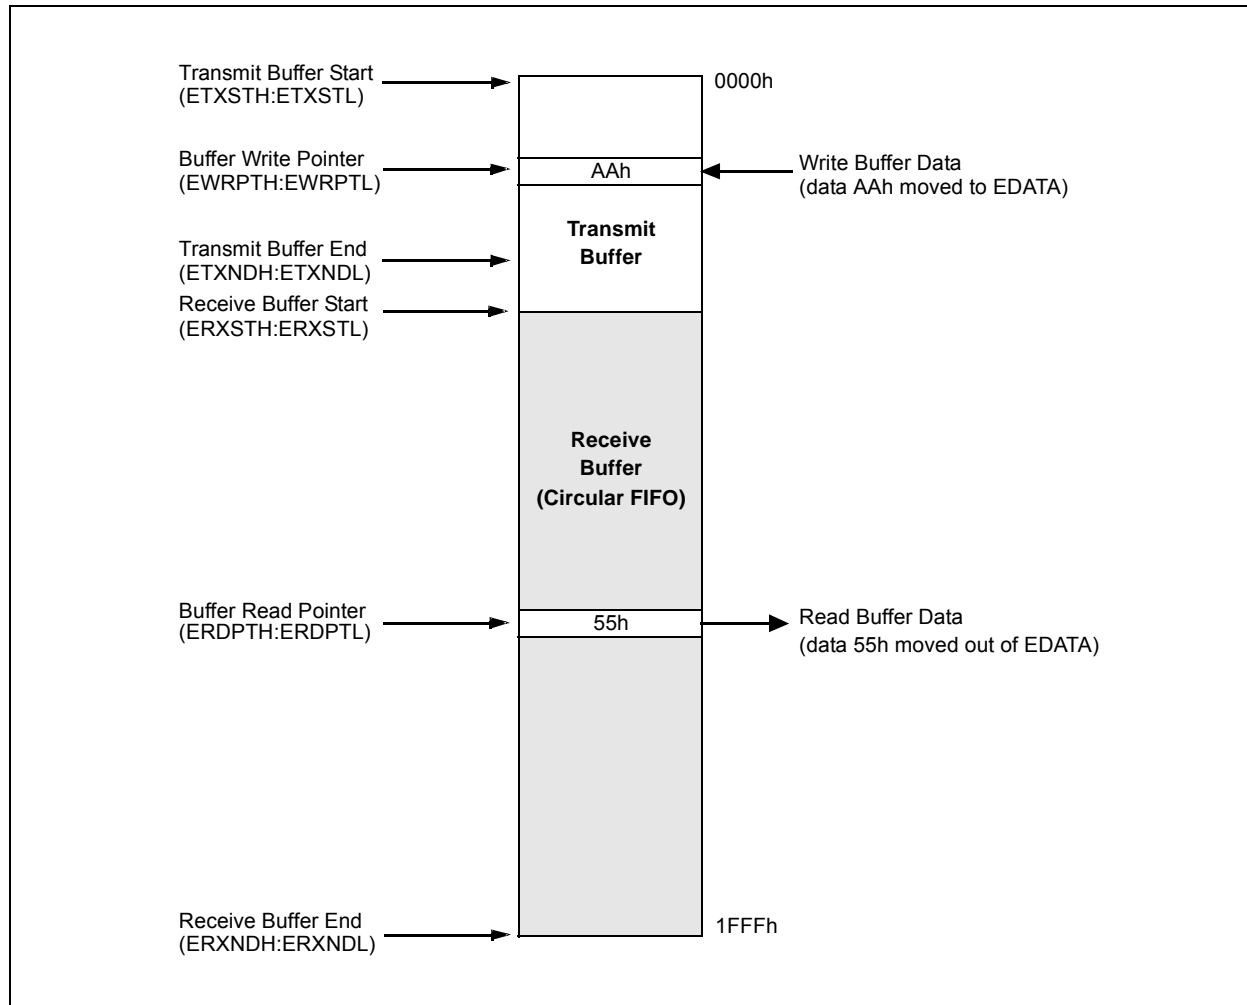 Transmit Buffer Start
(ETXSTH:ETXSTL)
0000h
Buffer Write Pointer
(EWRPTH:EWRPTL)
AAh
Write Buffer Data
(data AAh moved to EDATA)
Transmit
Buffer
Transmit Buffer End
(ETXNDH:ETXNDL)
Receive Buffer Start
(ERXSTH:ERXSTL)
Receive
Buffer
(Circular FIFO)
Buffer Read Pointer
(ERDPTH:ERDPTL)
55h
Read Buffer Data
(data 55h moved out of EDATA)
Receive Buffer End
(ERXNDH:ERXNDL)
1FFFh